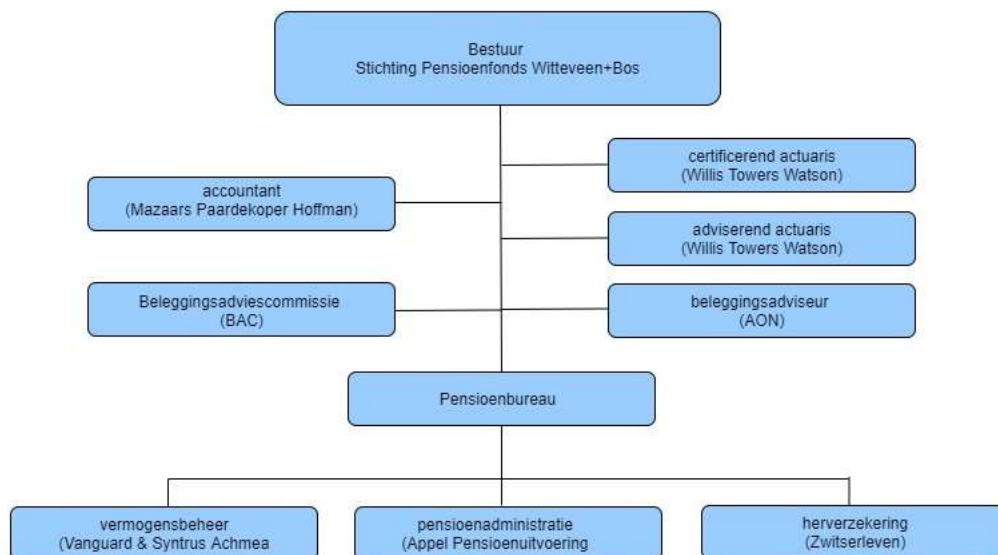 Bestuur
Stichting Pensioenfonds Witteveen+Bos
certificerend actuaris
(Willis Towers Watson)
accountant
(Mazaars Paardekoper Hoffman)
adviserend actuaris
(Willis Towers Watson)
Beleggingsadviescommissie
(BAC)
beleggingsadviseur
(AON)
Pensioenbureau
vermogensbeheer
(Vanguard & Syntrus Achmea
pensioenadministratie
(Appel Pensioenuitvoering
herverzekering
(Zwitserleven)